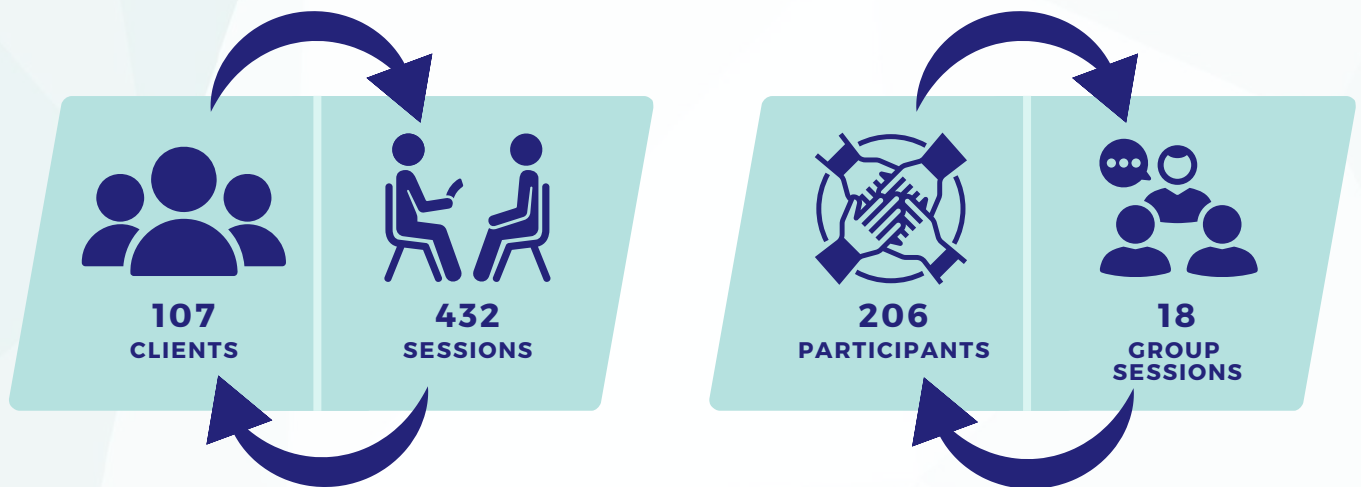 107
CLIENTS
432
SESSIONS
206
PARTICIPANTS
18
GROUP
SESSIONS